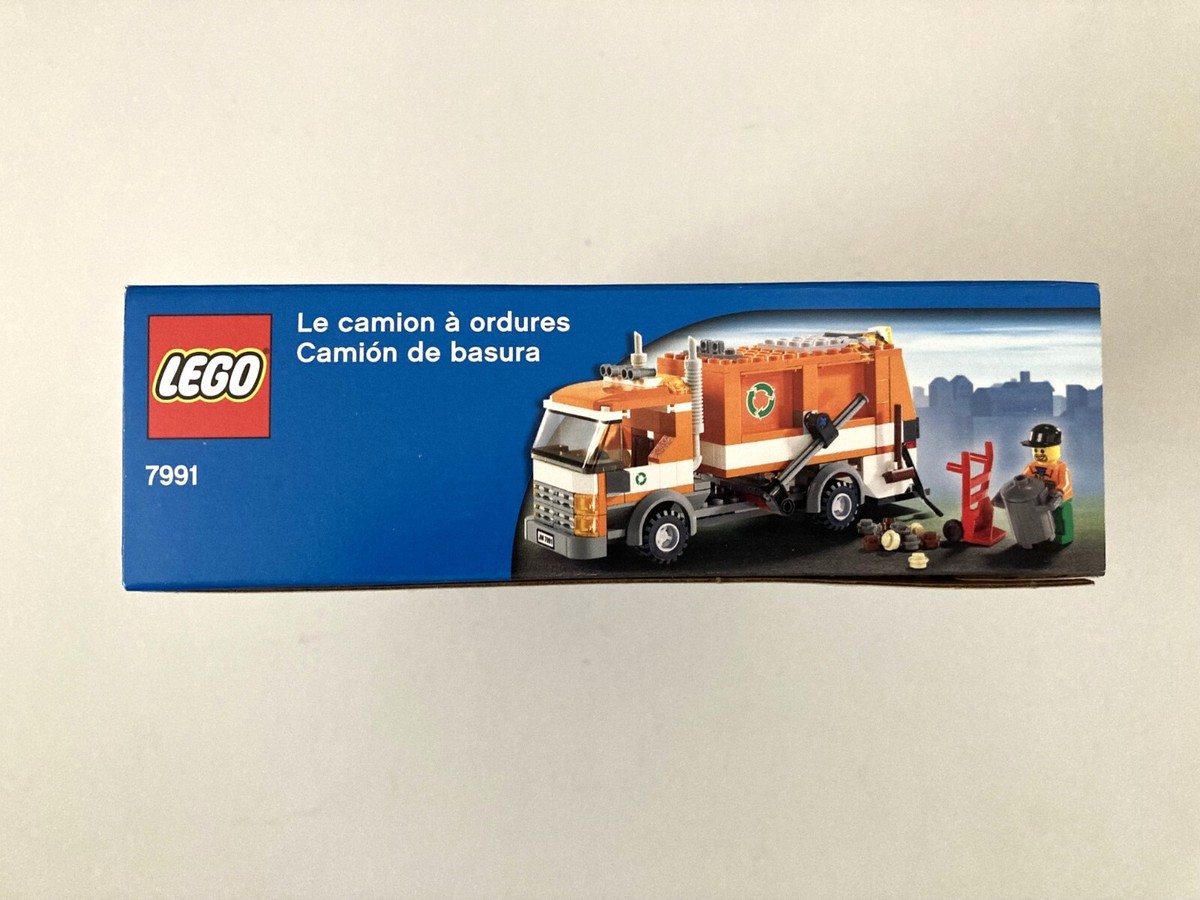 LEGO
Le camion à ordures
Camión de basura
7991